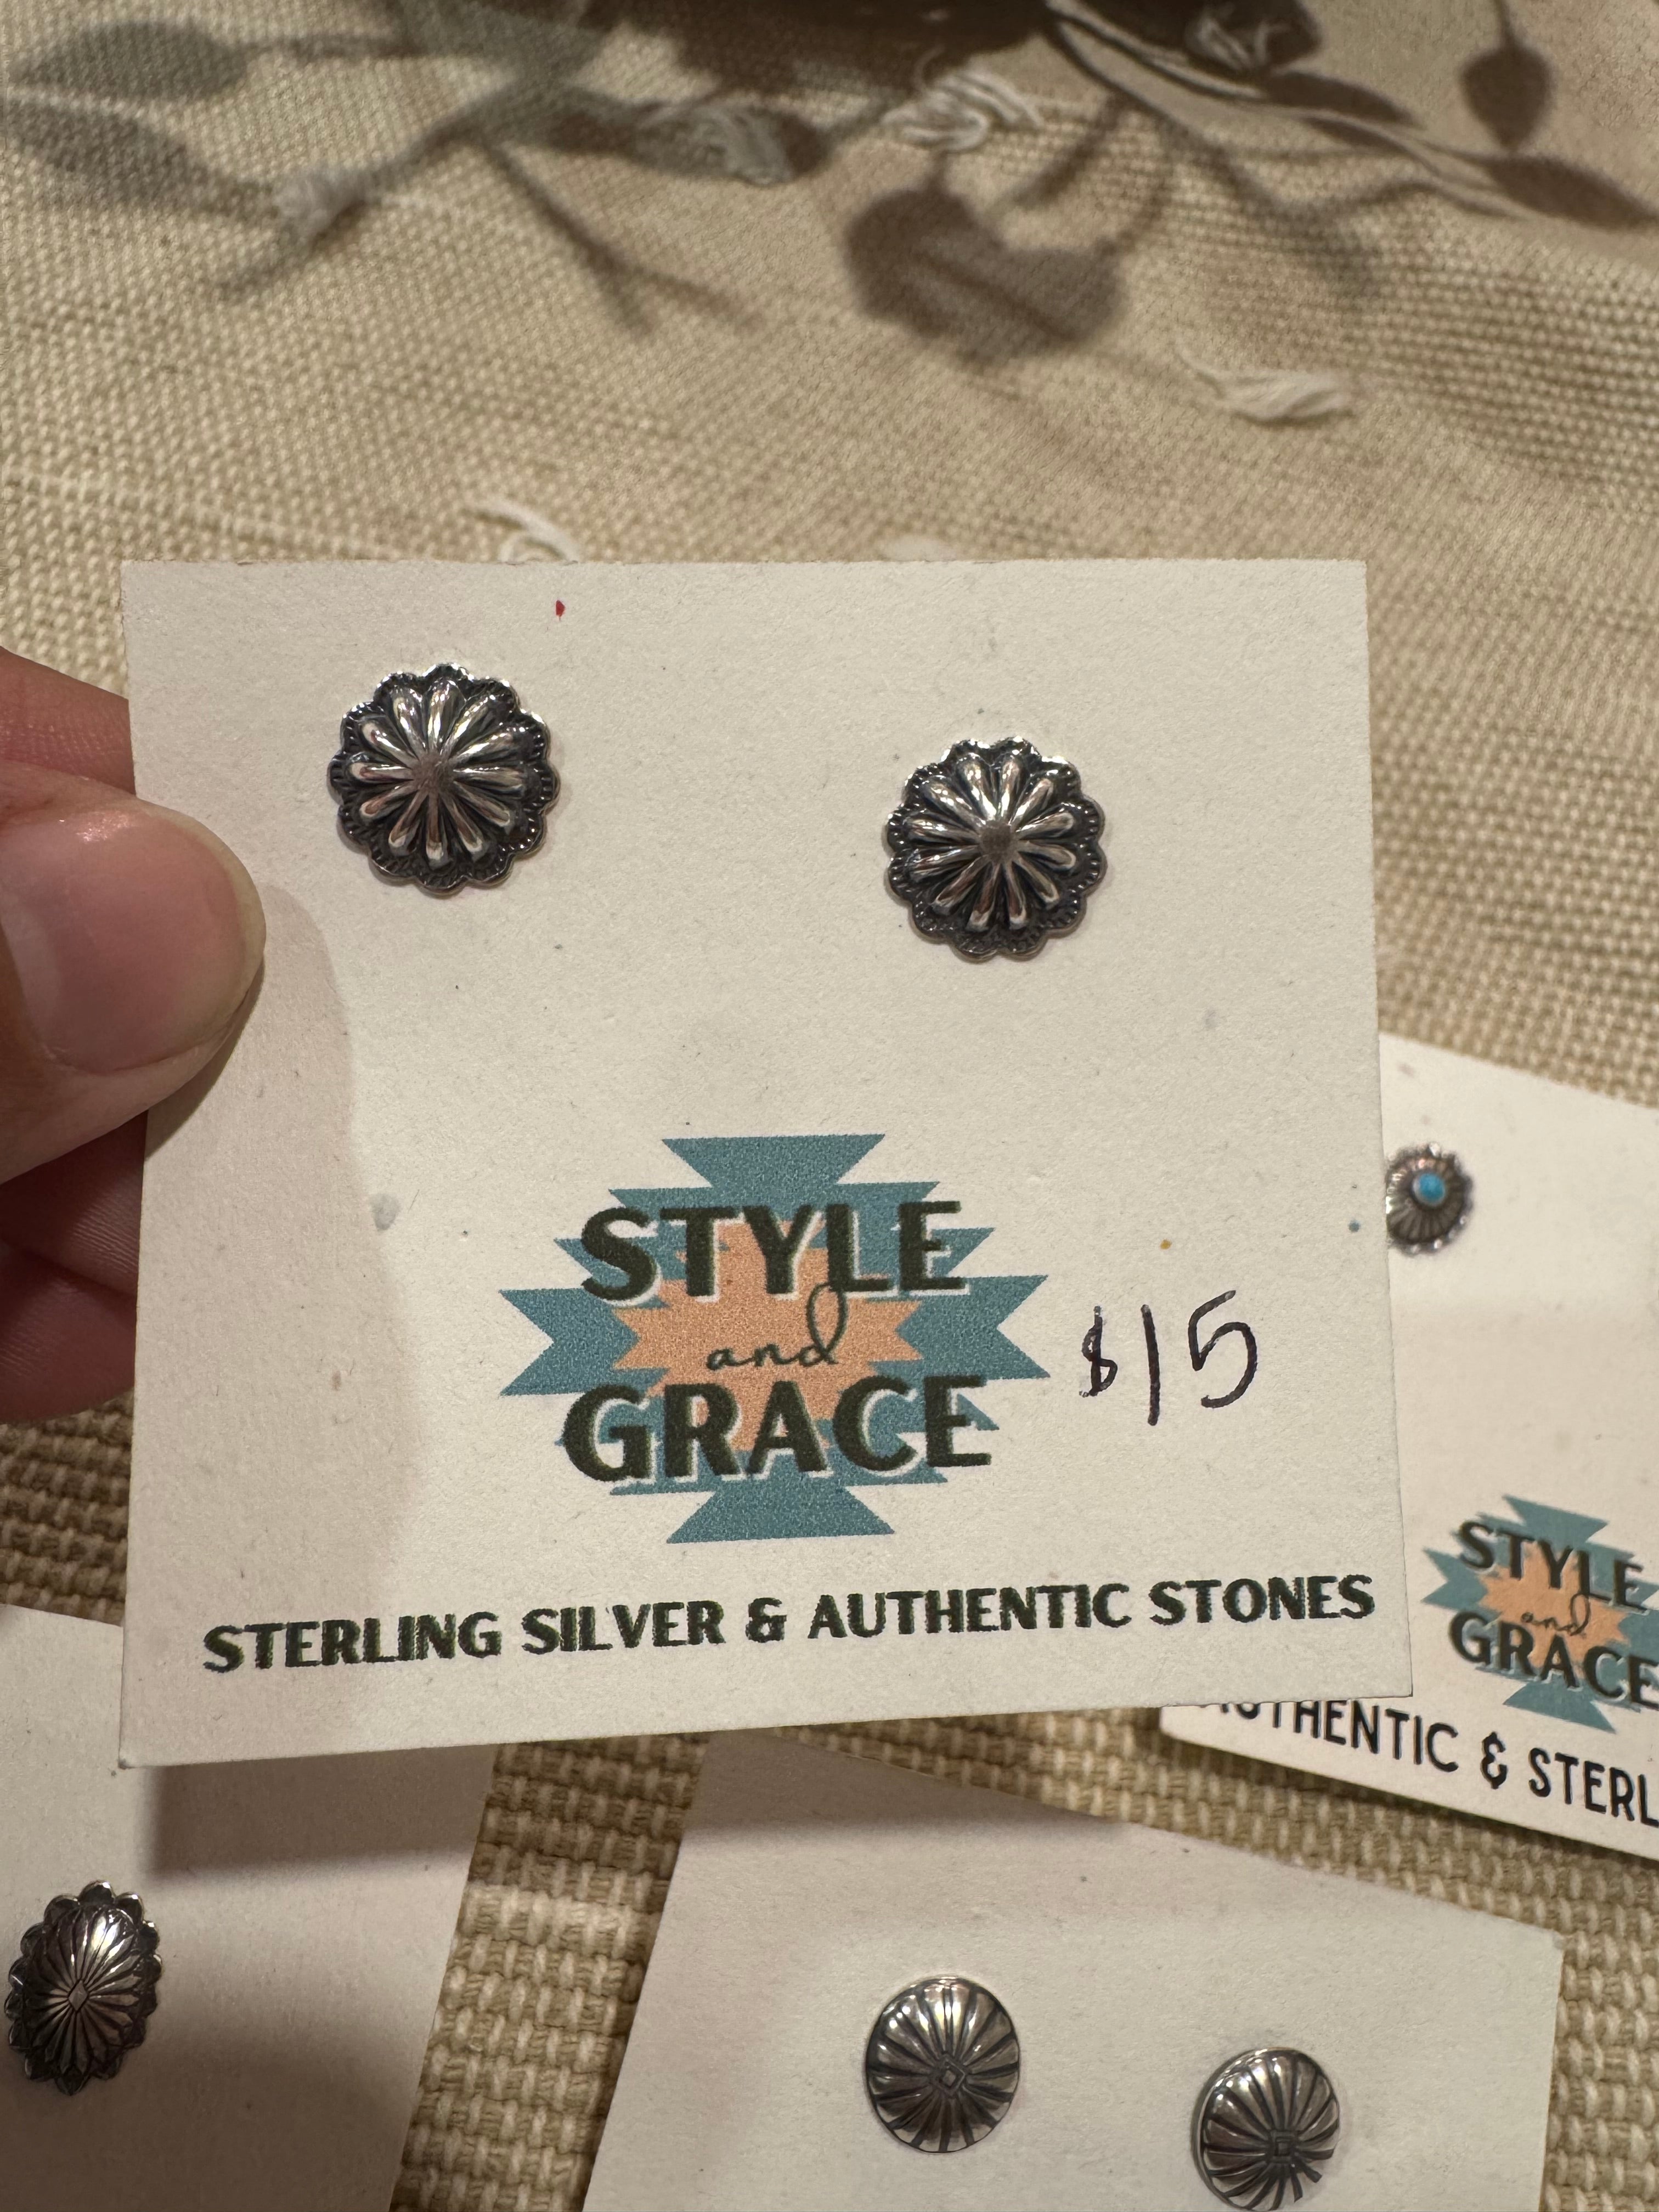 STYLE
and
GRACE
$15
STERLING SILVER & AUTHENTIC STONES
STYLE
and
GRACE
AUTHENTIC & STERL